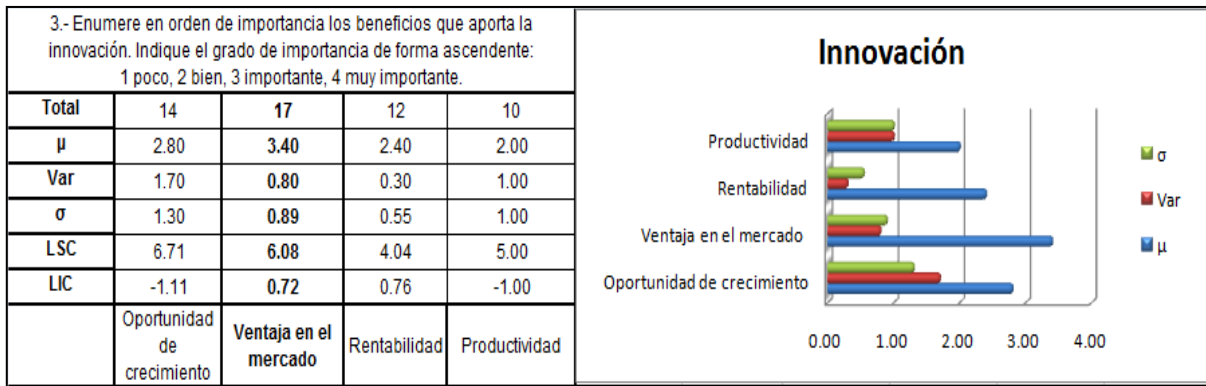 3.- Enumere en orden de importancia los beneficios que aporta la
innovación. Indique el grado de importancia de forma ascendente:
1 poco, 2 bien, 3 importante, 4 muy importante.
Total 14 17 12 10
μ 2.80 3.40 2.40 2.00
Var 1.70 0.80 0.30 1.00
σ 1.30 0.89 0.55 1.00
LSC 6.71 6.08 4.04 5.00
LIC -1.11 0.72 0.76 -1.00
Oportunidad de crecimiento Ventaja en el mercado Rentabilidad Productividad
Innovación
Productividad
Rentabilidad
Ventaja en el mercado
Oportunidad de crecimiento
0.00 1.00 2.00 3.00 4.00
σ
Var
μ